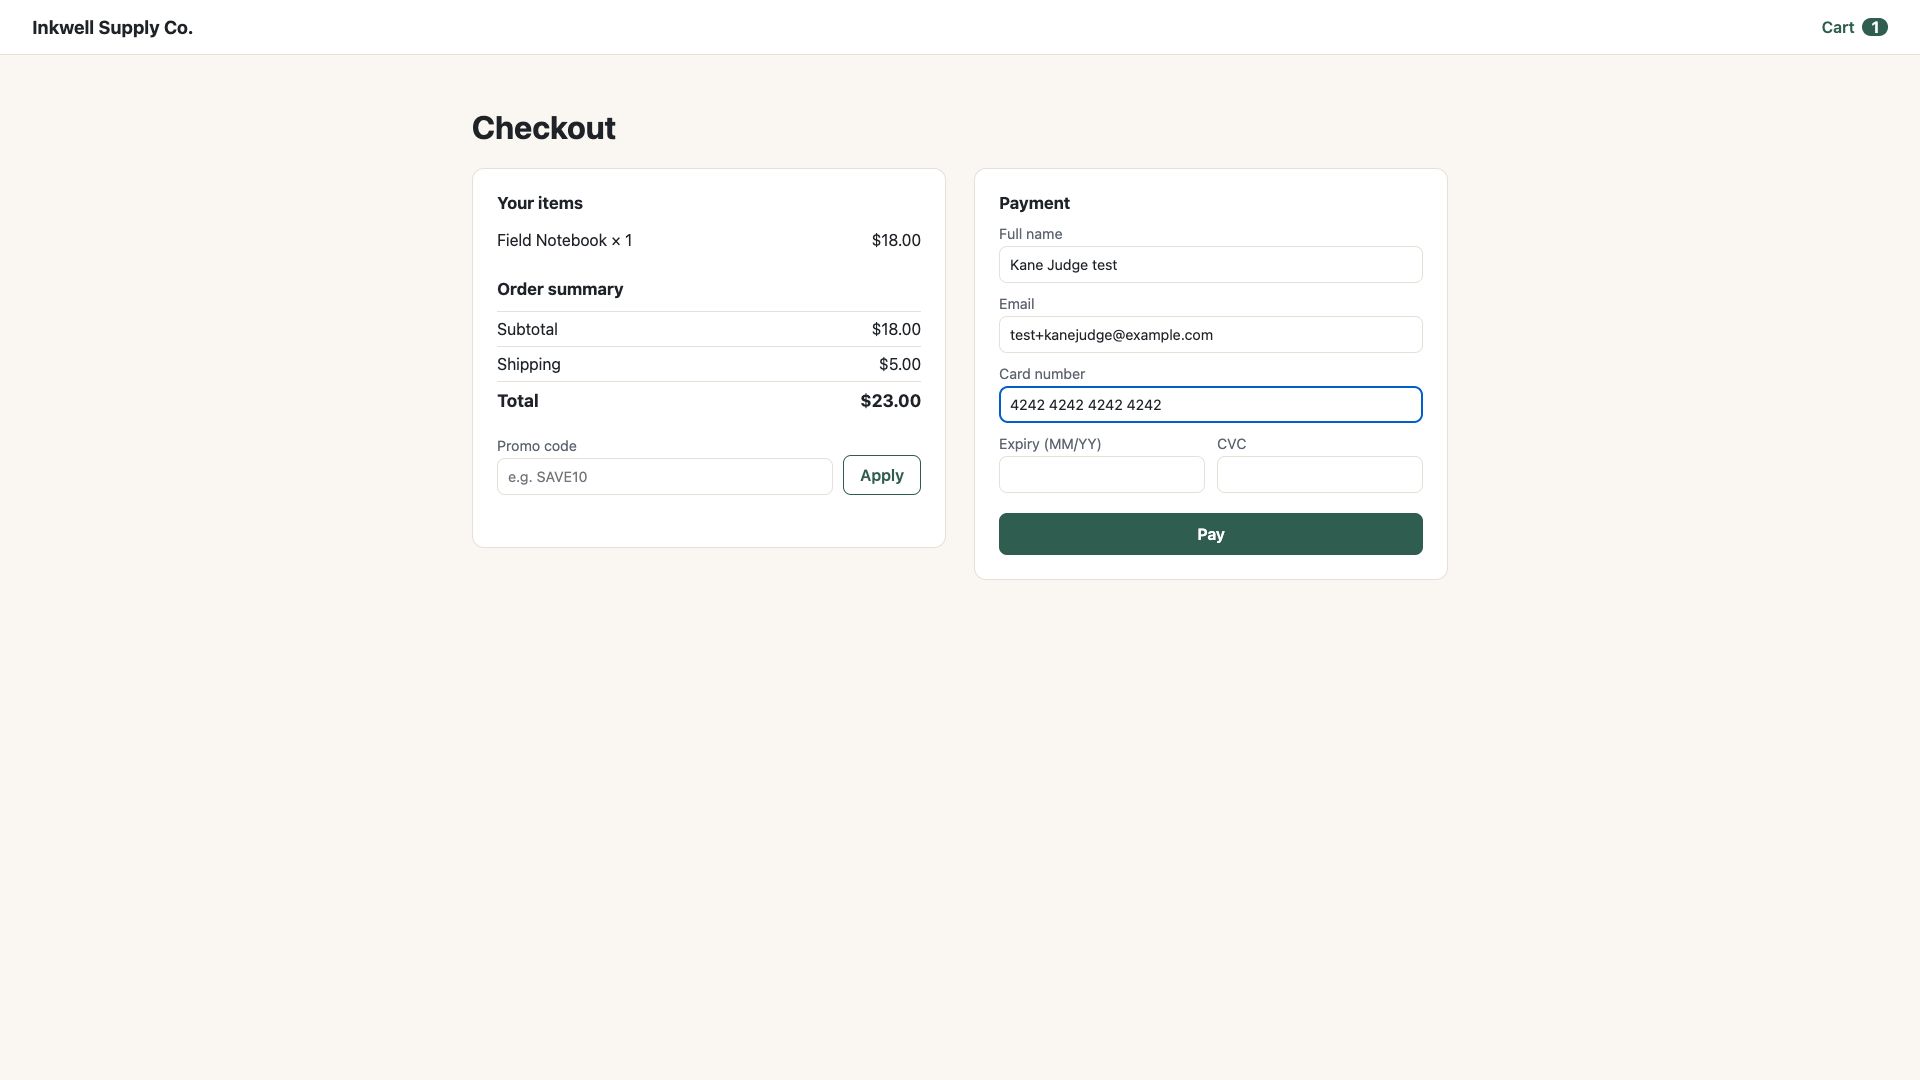 Inkwell Supply Co.
Cart 1
Checkout
Your items
Field Notebook × 1 $18.00
Order summary
Subtotal $18.00
Shipping $5.00
Total $23.00
Promo code
e.g. SAVE10
Apply
Payment
Full name
Kane Judge test
Email
test+kanejudge@example.com
Card number
4242 4242 4242 4242
Expiry (MM/YY) CVC
Pay